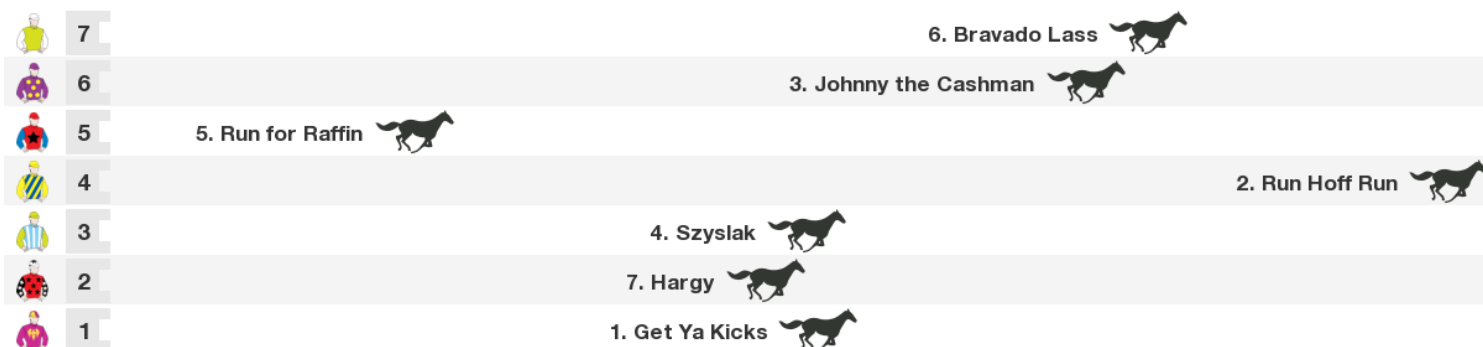 7 6. Bravado Lass
6 3. Johnny the Cashman
5 5. Run for Raffin
4 2. Run Hoff Run
3 4. Szyslak
2 7. Hargy
1 1. Get Ya Kicks